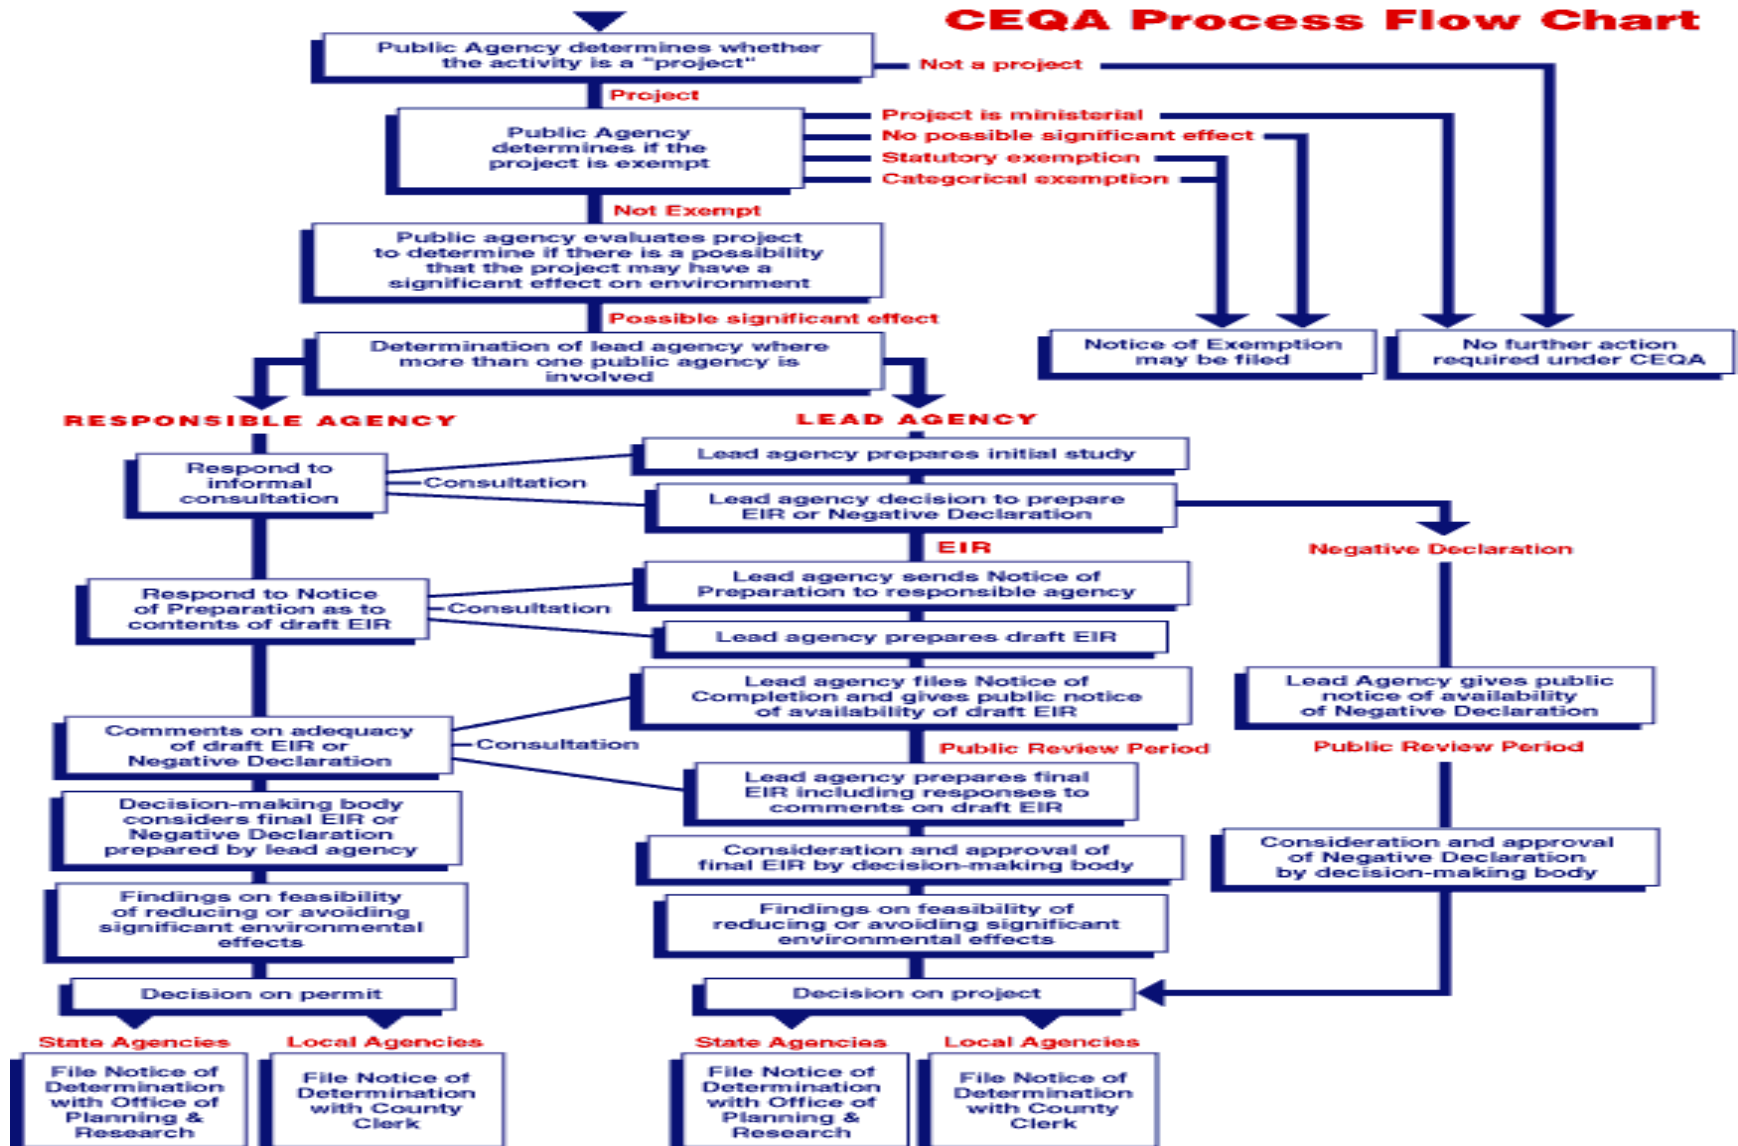 CEQA Process Flow Chart
Public Agency determines whether
the activity is a "project"
Not a project
Project
Public Agency
determines if the
project is exempt
Project is ministerial
No possible significant effect
Statutory exemption
Categorical exemption
Not Exempt
Public agency evaluates project
to determine if there is a possibility
that the project may have a
significant effect on environment
Possible significant effect
Determination of lead agency where
more than one public agency is
involved
Notice of Exemption
may be filed
No further action
required under CEQA
RESPONSIBLE AGENCY
LEAD AGENCY
Respond to
informal
consultation
Consultation
Lead agency prepares initial study
Lead agency decision to prepare
EIR or Negative Declaration
EIR
Negative Declaration
Respond to Notice
of Preparation as to
contents of draft EIR
Consultation
Lead agency sends Notice of
Preparation to responsible agency
Lead agency prepares draft EIR
Lead agency files Notice of
Completion and gives public notice
of availability of draft EIR
Lead Agency gives public
notice of availability
of Negative Declaration
Comments on adequacy
of draft EIR or
Negative Declaration
Consultation
Public Review Period
Public Review Period
Lead agency prepares final
EIR including responses to
comments on draft EIR
Decision-making body
considers final EIR or
Negative Declaration
prepared by lead agency
Consideration and approval of
final EIR by decision-making body
Consideration and approval
of Negative Declaration
by decision-making body
Findings on feasibility
of reducing or avoiding
significant environmental
effects
Findings on feasibility of
reducing or avoiding significant
environmental effects
Decision on permit
Decision on project
State Agencies
Local Agencies
State Agencies
Local Agencies
File Notice of
Determination
with Office of
Planning &
Research
File Notice of
Determination
with County
Clerk
File Notice of
Determination
with Office of
Planning &
Research
File Notice of
Determination
with County
Clerk